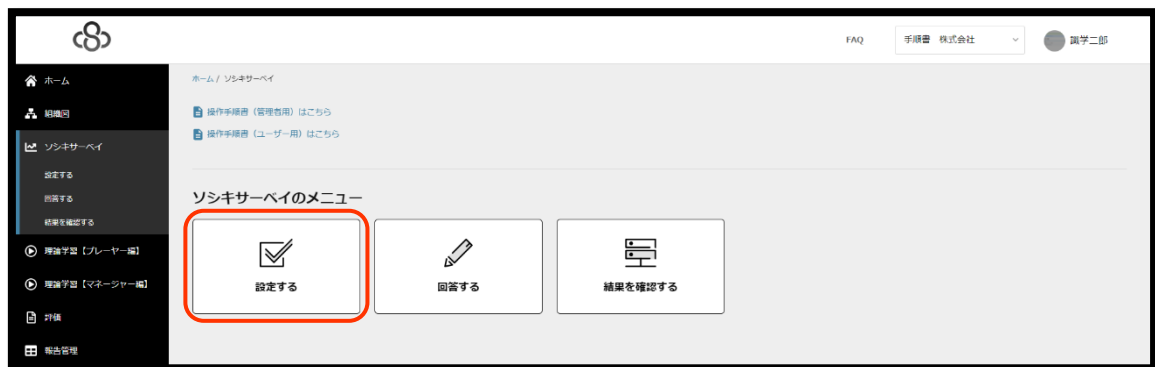 FAQ
手順書 株式会社
識学二郎
ホーム
組織図
ソシキサーベイ
設定する
回答する
結果を確認する
理論学習【プレーヤー編】
理論学習【マネージャー編】
評価
報告管理
ホーム / ソシキサーベイ
操作手順書（管理者用）はこちら
操作手順書（ユーザー用）はこちら
ソシキサーベイのメニュー
設定する
回答する
結果を確認する